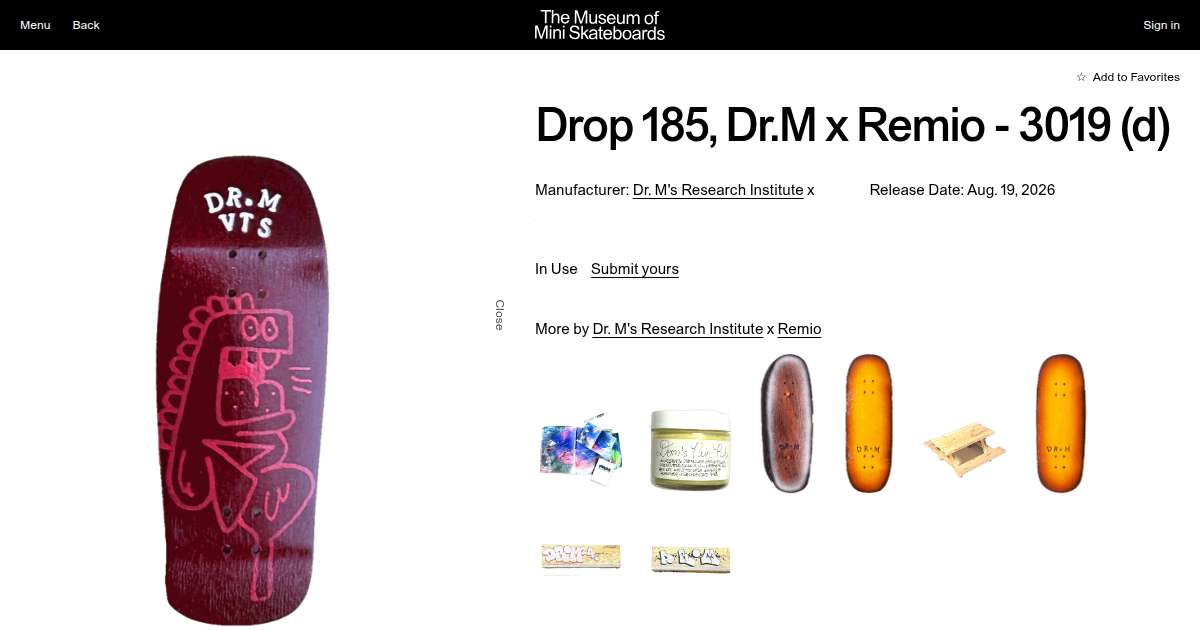 Menu
Back
The Museum of
Mini Skateboards
Sign in
☆ Add to Favorites
Drop 185, Dr.M x Remio - 3019 (d)
Manufacturer: Dr. M's Research Institute x
Release Date: Aug. 19, 2026
In Use
Submit yours
Close
More by Dr. M's Research Institute x Remio
DR.M
VTS
DR.M
DR.M
DR.M